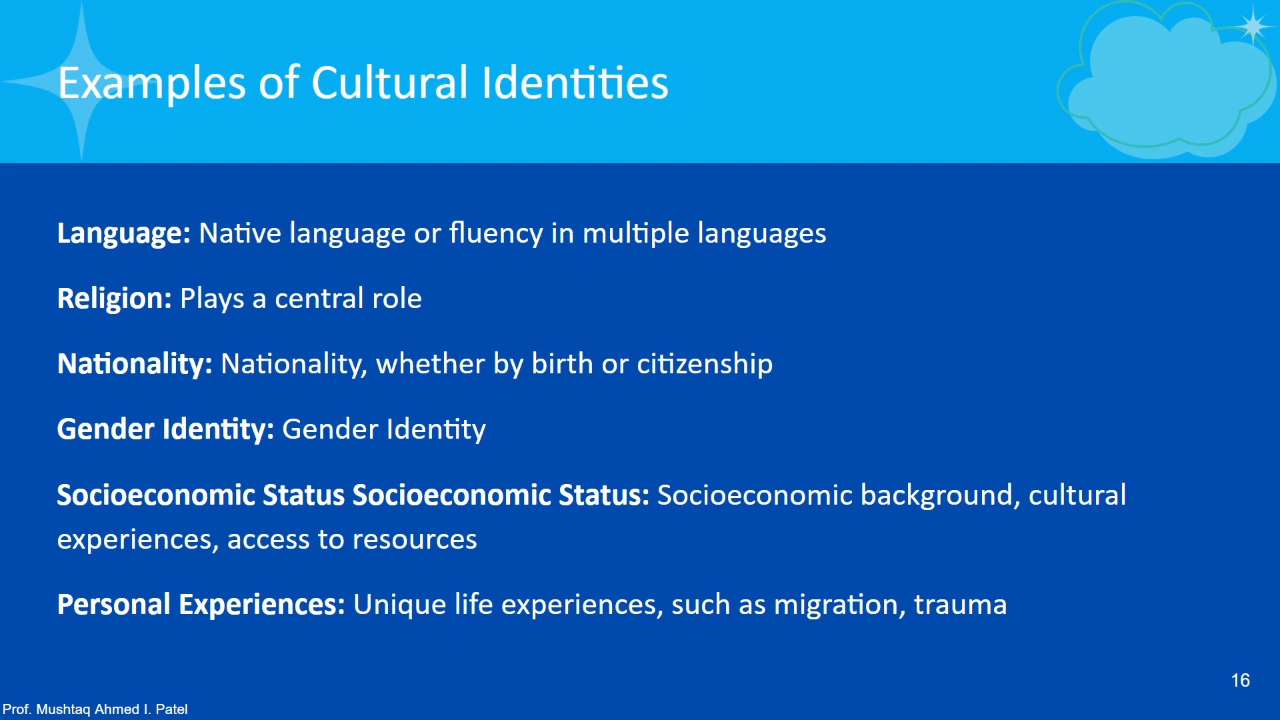 Examples of Cultural Identities
Language: Native language or fluency in multiple languages
Religion: Plays a central role
Nationality: Nationality, whether by birth or citizenship
Gender Identity: Gender Identity
Socioeconomic Status Socioeconomic Status: Socioeconomic background, cultural
experiences, access to resources
Personal Experiences: Unique life experiences, such as migration, trauma
16
Prof. Mushtaq Ahmed I. Patel